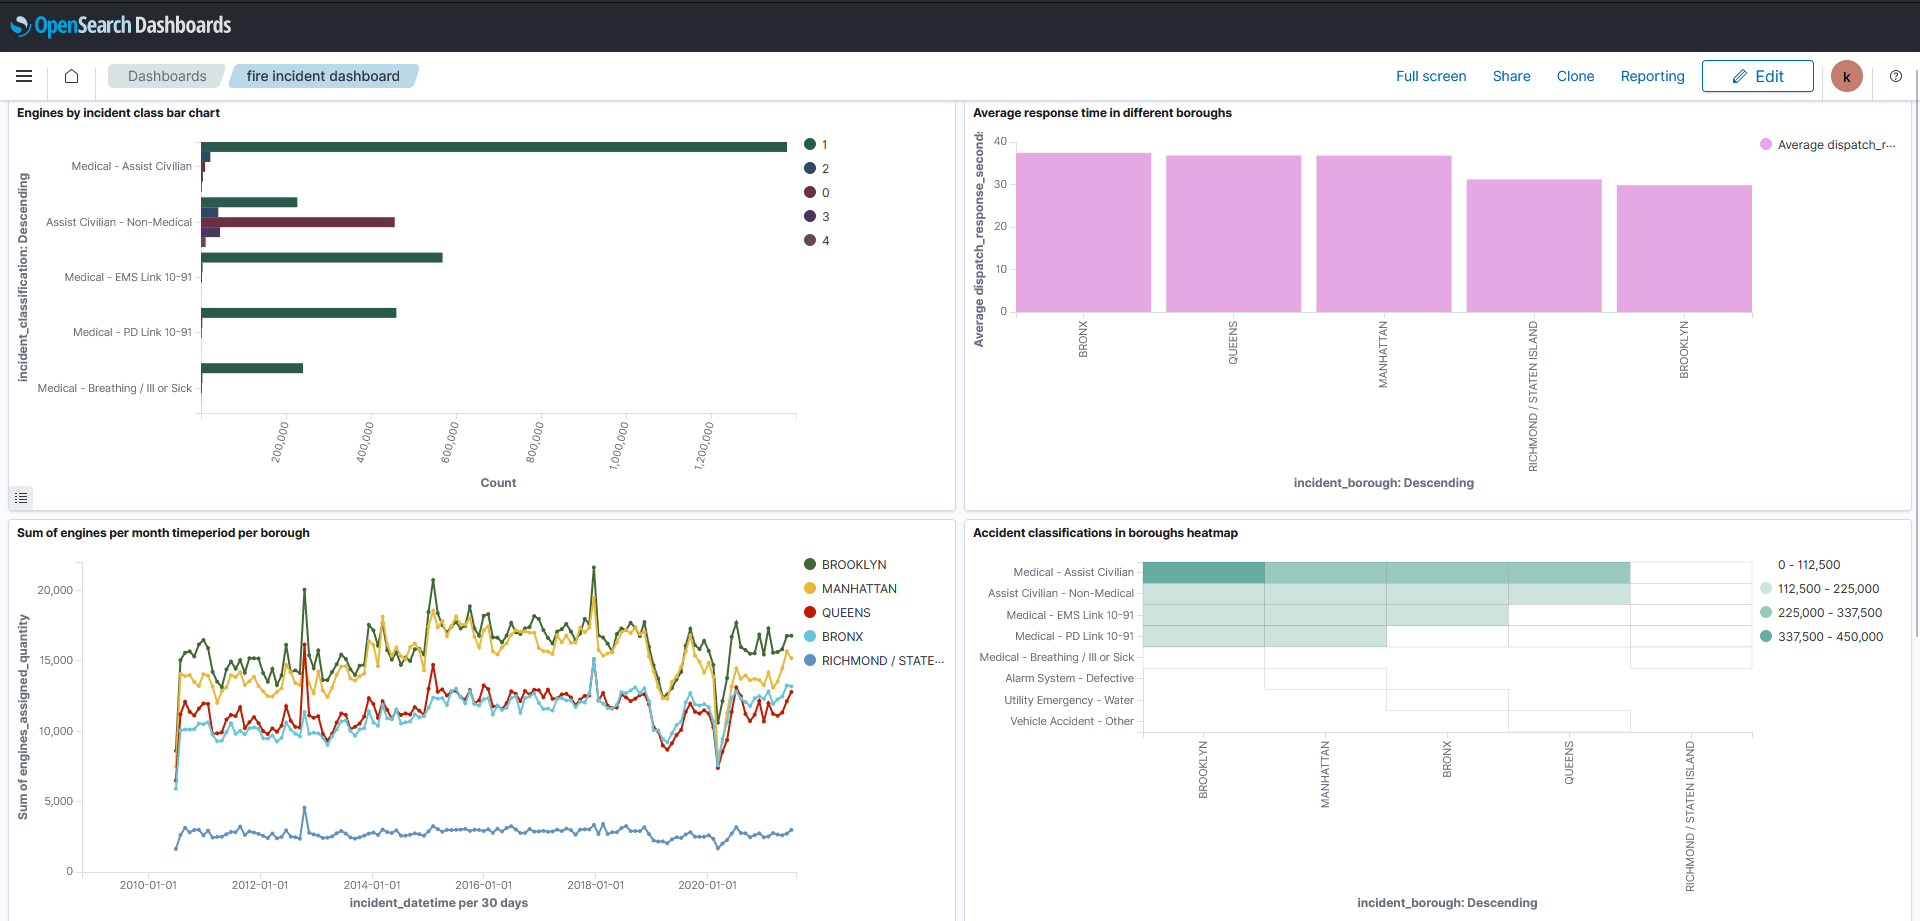 OpenSearch Dashboards
Dashboards
fire incident dashboard
Full screen
Share
Clone
Reporting
Edit
k
Engines by incident class bar chart
incident_classification: Descending
Medical - Assist Civilian
Assist Civilian - Non-Medical
Medical - EMS Link 10-91
Medical - PD Link 10-91
Medical - Breathing / Ill or Sick
200,000
400,000
600,000
800,000
1,000,000
1,200,000
Count
1
2
0
3
4
Average response time in different boroughs
Average dispatch_response_seconds
40
30
20
10
0
BRONX
QUEENS
MANHATTAN
RICHMOND / STATEN ISLAND
BROOKLYN
incident_borough: Descending
Average dispatch_r...
Sum of engines per month timeperiod per borough
Sum of engines_assigned_quantity
20,000
15,000
10,000
5,000
0
2010-01-01
2012-01-01
2014-01-01
2016-01-01
2018-01-01
2020-01-01
incident_datetime per 30 days
BROOKLYN
MANHATTAN
QUEENS
BRONX
RICHMOND / STATE...
Accident classifications in boroughs heatmap
Medical - Assist Civilian
Assist Civilian - Non-Medical
Medical - EMS Link 10-91
Medical - PD Link 10-91
Medical - Breathing / Ill or Sick
Alarm System - Defective
Utility Emergency - Water
Vehicle Accident - Other
BROOKLYN
MANHATTAN
BRONX
QUEENS
RICHMOND / STATEN ISLAND
incident_borough: Descending
0 - 112,500
112,500 - 225,000
225,000 - 337,500
337,500 - 450,000